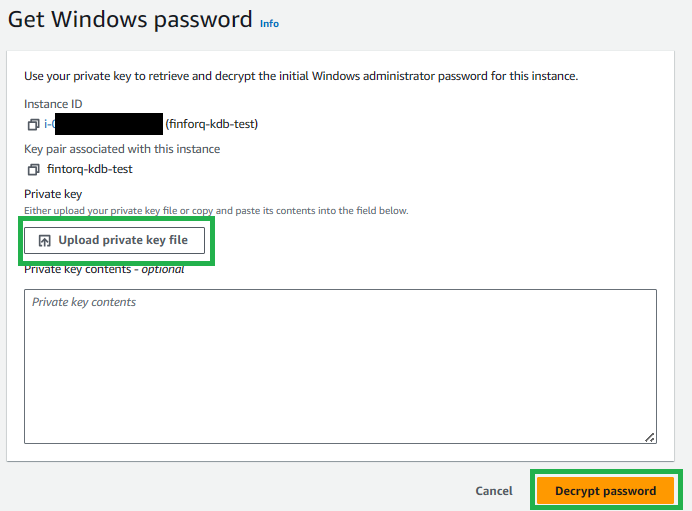 Get Windows password Info
Use your private key to retrieve and decrypt the initial Windows administrator password for this instance.
Instance ID
i-0 (finforq-kdb-test)
Key pair associated with this instance
fintorq-kdb-test
Private key
Either upload your private key file or copy and paste its contents into the field below.
Upload private key file
Private key contents - optional
Private key contents
Cancel Decrypt password